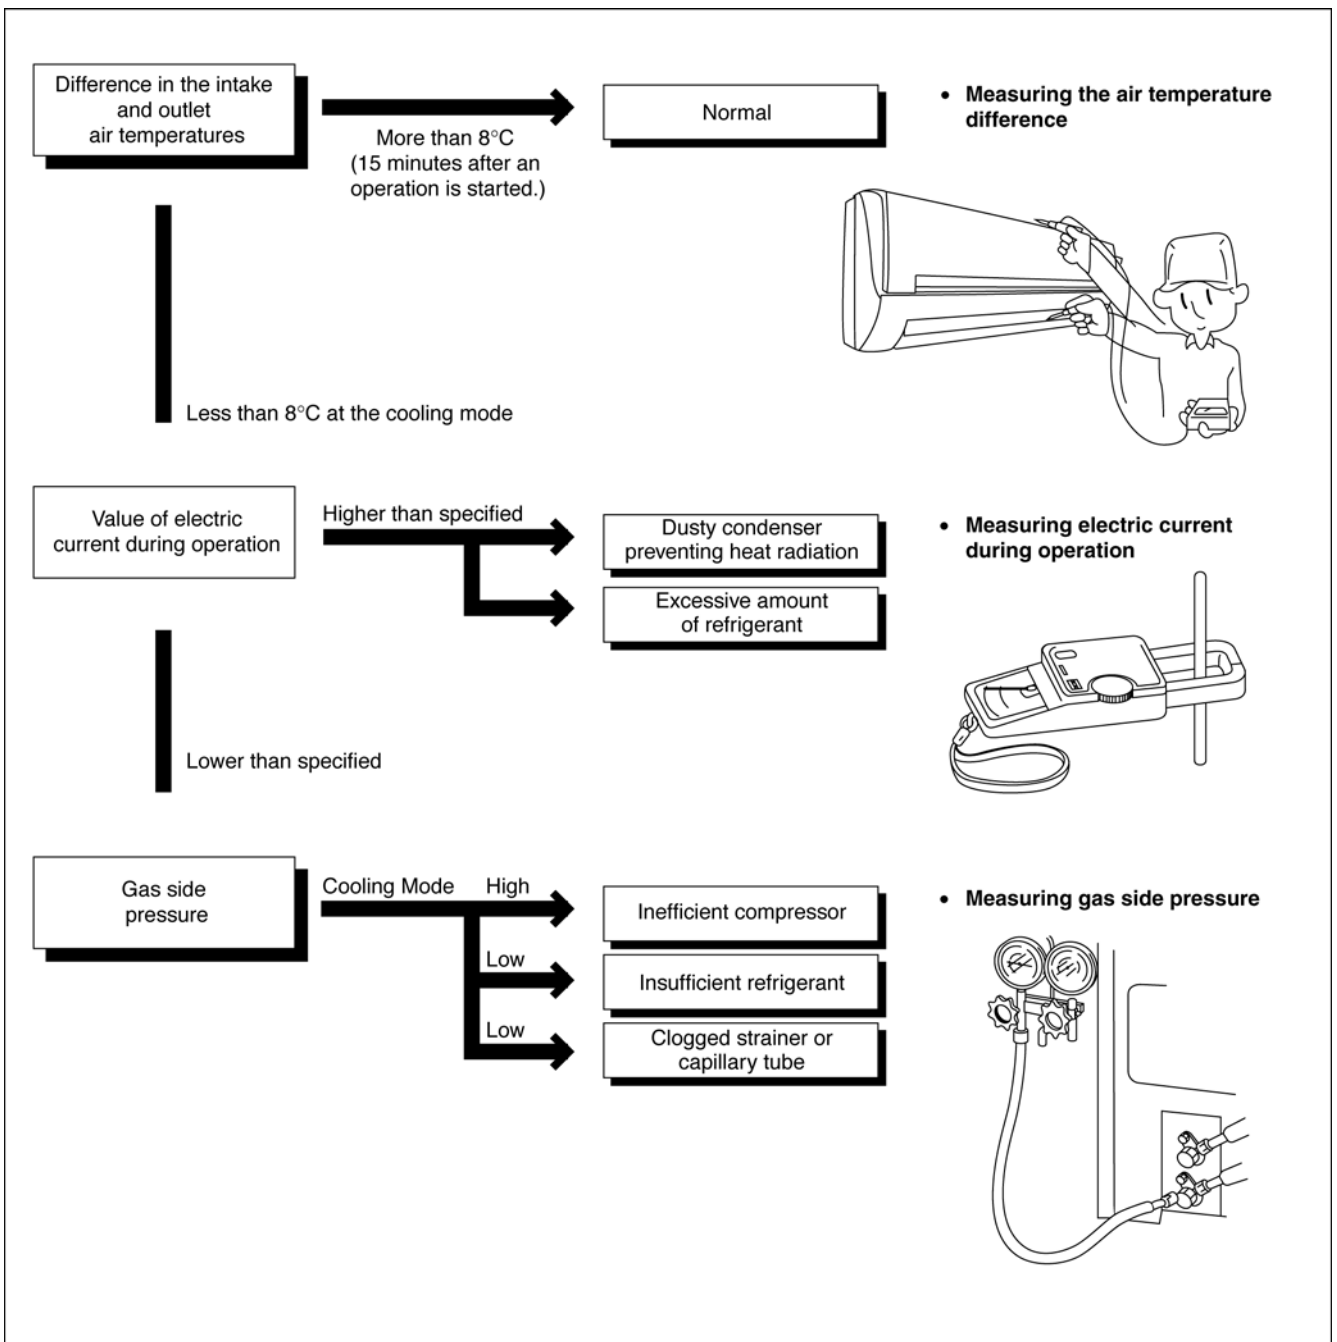 Difference in the intake
and outlet
air temperatures
More than 8°C
(15 minutes after an
operation is started.)
Normal
• Measuring the air temperature
difference
Less than 8°C at the cooling mode
Value of electric
current during operation
Higher than specified
Dusty condenser
preventing heat radiation
Excessive amount
of refrigerant
• Measuring electric current
during operation
Lower than specified
Gas side
pressure
Cooling Mode High
Inefficient compressor
Low
Insufficient refrigerant
Low
Clogged strainer or
capillary tube
• Measuring gas side pressure